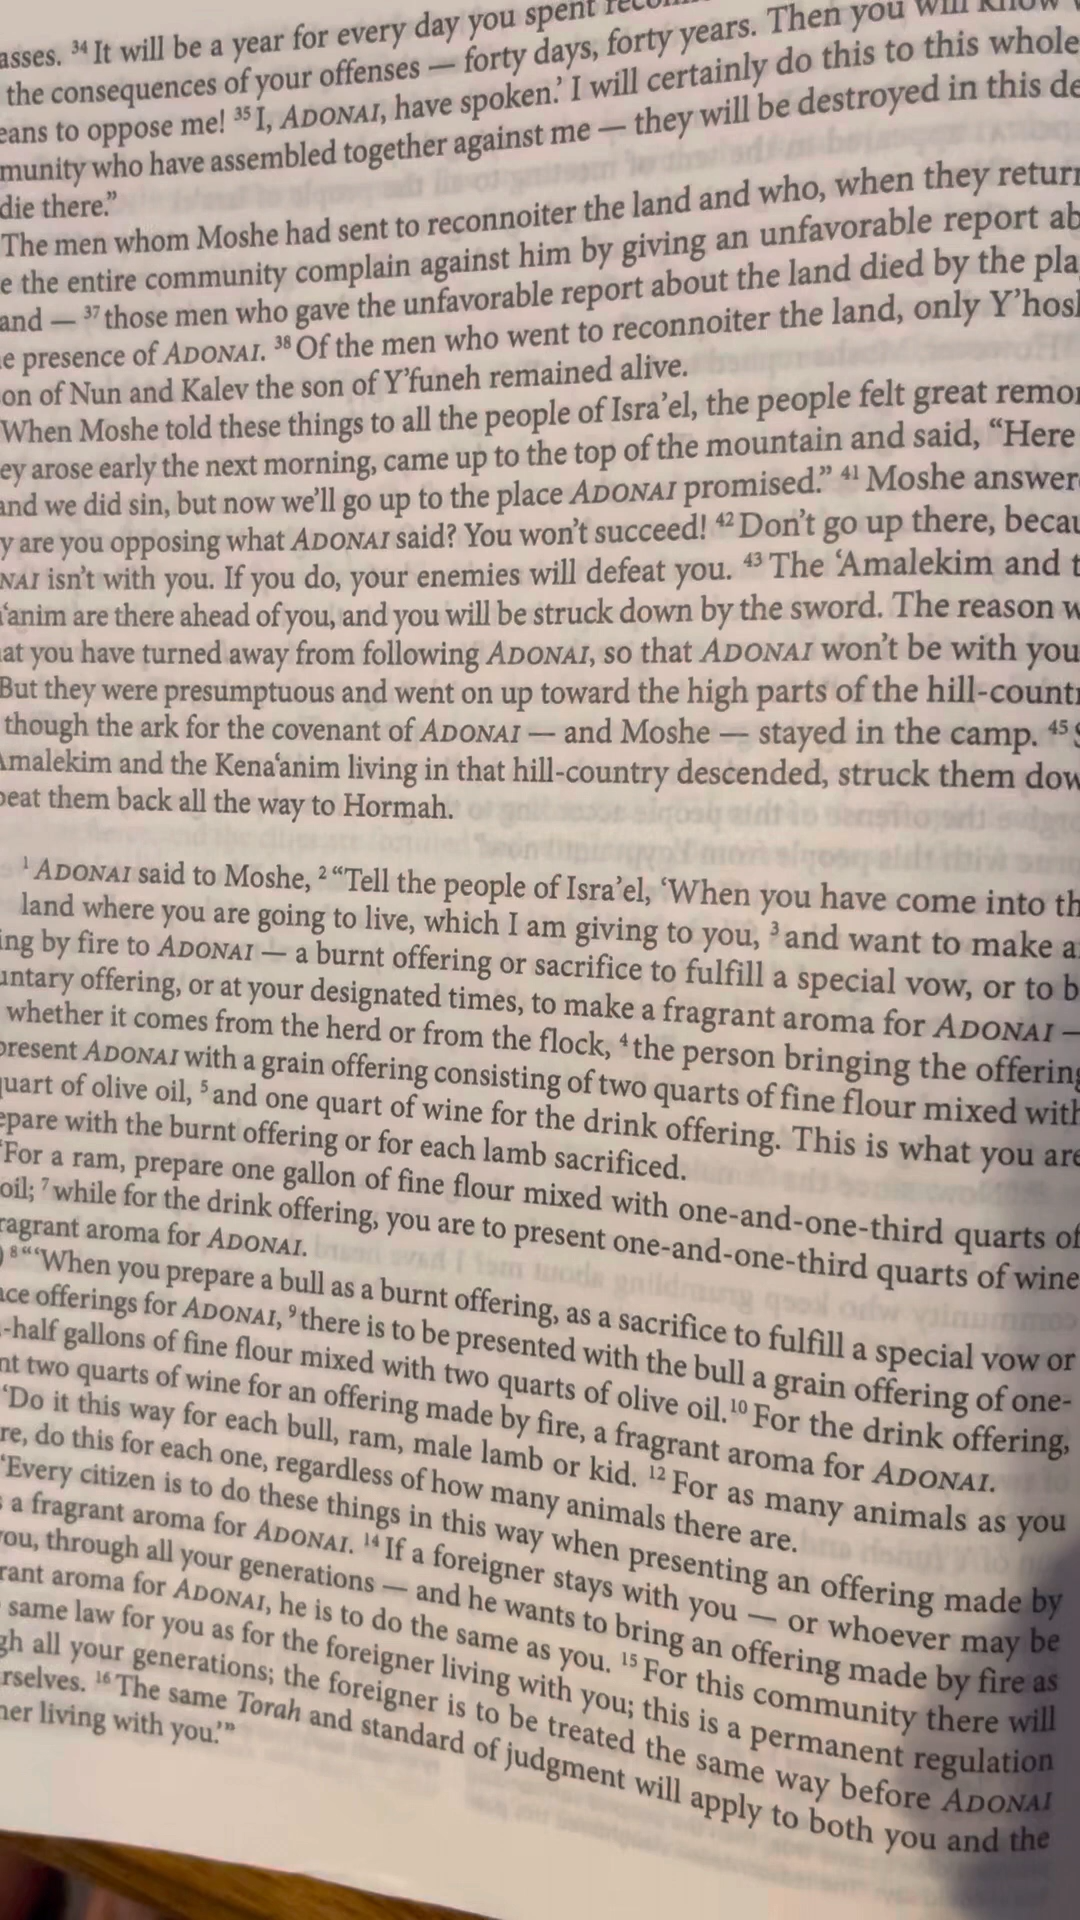 asses. ³⁴ It will be a year for every day you spent
the consequences of your offenses — forty days, forty years. Then you will know
eans to oppose me! ³⁵ I, ADONAI, have spoken.' I will certainly do this to this whole
munity who have assembled together against me — they will be destroyed in this de
die there.”
The men whom Moshe had sent to reconnoiter the land and who, when they return
e the entire community complain against him by giving an unfavorable report ab
and — ³⁷ those men who gave the unfavorable report about the land died by the pla
e presence of ADONAI. ³⁸ Of the men who went to reconnoiter the land, only Y'hosh
on of Nun and Kalev the son of Y'funeh remained alive.
When Moshe told these things to all the people of Isra'el, the people felt great remor
ey arose early the next morning, came up to the top of the mountain and said, “Here
and we did sin, but now we'll go up to the place ADONAI promised.” ⁴¹ Moshe answer
y are you opposing what ADONAI said? You won't succeed! ⁴² Don't go up there, becau
NAI isn't with you. If you do, your enemies will defeat you. ⁴³ The ‘Amalekim and t
‘anim are there ahead of you, and you will be struck down by the sword. The reason w
at you have turned away from following ADONAI, so that ADONAI won't be with you
But they were presumptuous and went on up toward the high parts of the hill-countr
though the ark for the covenant of ADONAI — and Moshe — stayed in the camp. ⁴⁵ S
Amalekim and the Kena‘anim living in that hill-country descended, struck them dow
beat them back all the way to Hormah.
¹ ADONAI said to Moshe, ² “Tell the people of Isra'el, ‘When you have come into th
land where you are going to live, which I am giving to you, ³ and want to make a
ing by fire to ADONAI — a burnt offering or sacrifice to fulfill a special vow, or to b
untary offering, or at your designated times, to make a fragrant aroma for ADONAI —
whether it comes from the herd or from the flock, ⁴ the person bringing the offering
present ADONAI with a grain offering consisting of two quarts of fine flour mixed with
quart of olive oil, ⁵ and one quart of wine for the drink offering. This is what you are
epare with the burnt offering or for each lamb sacrificed.
‘For a ram, prepare one gallon of fine flour mixed with one-and-one-third quarts of
oil; ⁷ while for the drink offering, you are to present one-and-one-third quarts of wine
ragrant aroma for ADONAI.
) ⁸ “‘When you prepare a bull as a burnt offering, as a sacrifice to fulfill a special vow or
ace offerings for ADONAI, ⁹ there is to be presented with the bull a grain offering of one-
-half gallons of fine flour mixed with two quarts of olive oil. ¹⁰ For the drink offering,
nt two quarts of wine for an offering made by fire, a fragrant aroma for ADONAI.
‘Do it this way for each bull, ram, male lamb or kid. ¹² For as many animals as you
re, do this for each one, regardless of how many animals there are.
‘Every citizen is to do these things in this way when presenting an offering made by
s a fragrant aroma for ADONAI. ¹⁴ If a foreigner stays with you — or whoever may be
you, through all your generations — and he wants to bring an offering made by fire as
rant aroma for ADONAI, he is to do the same as you. ¹⁵ For this community there will
same law for you as for the foreigner living with you; this is a permanent regulation
gh all your generations; the foreigner is to be treated the same way before ADONAI
rselves. ¹⁶ The same Torah and standard of judgment will apply to both you and the
ner living with you.’”